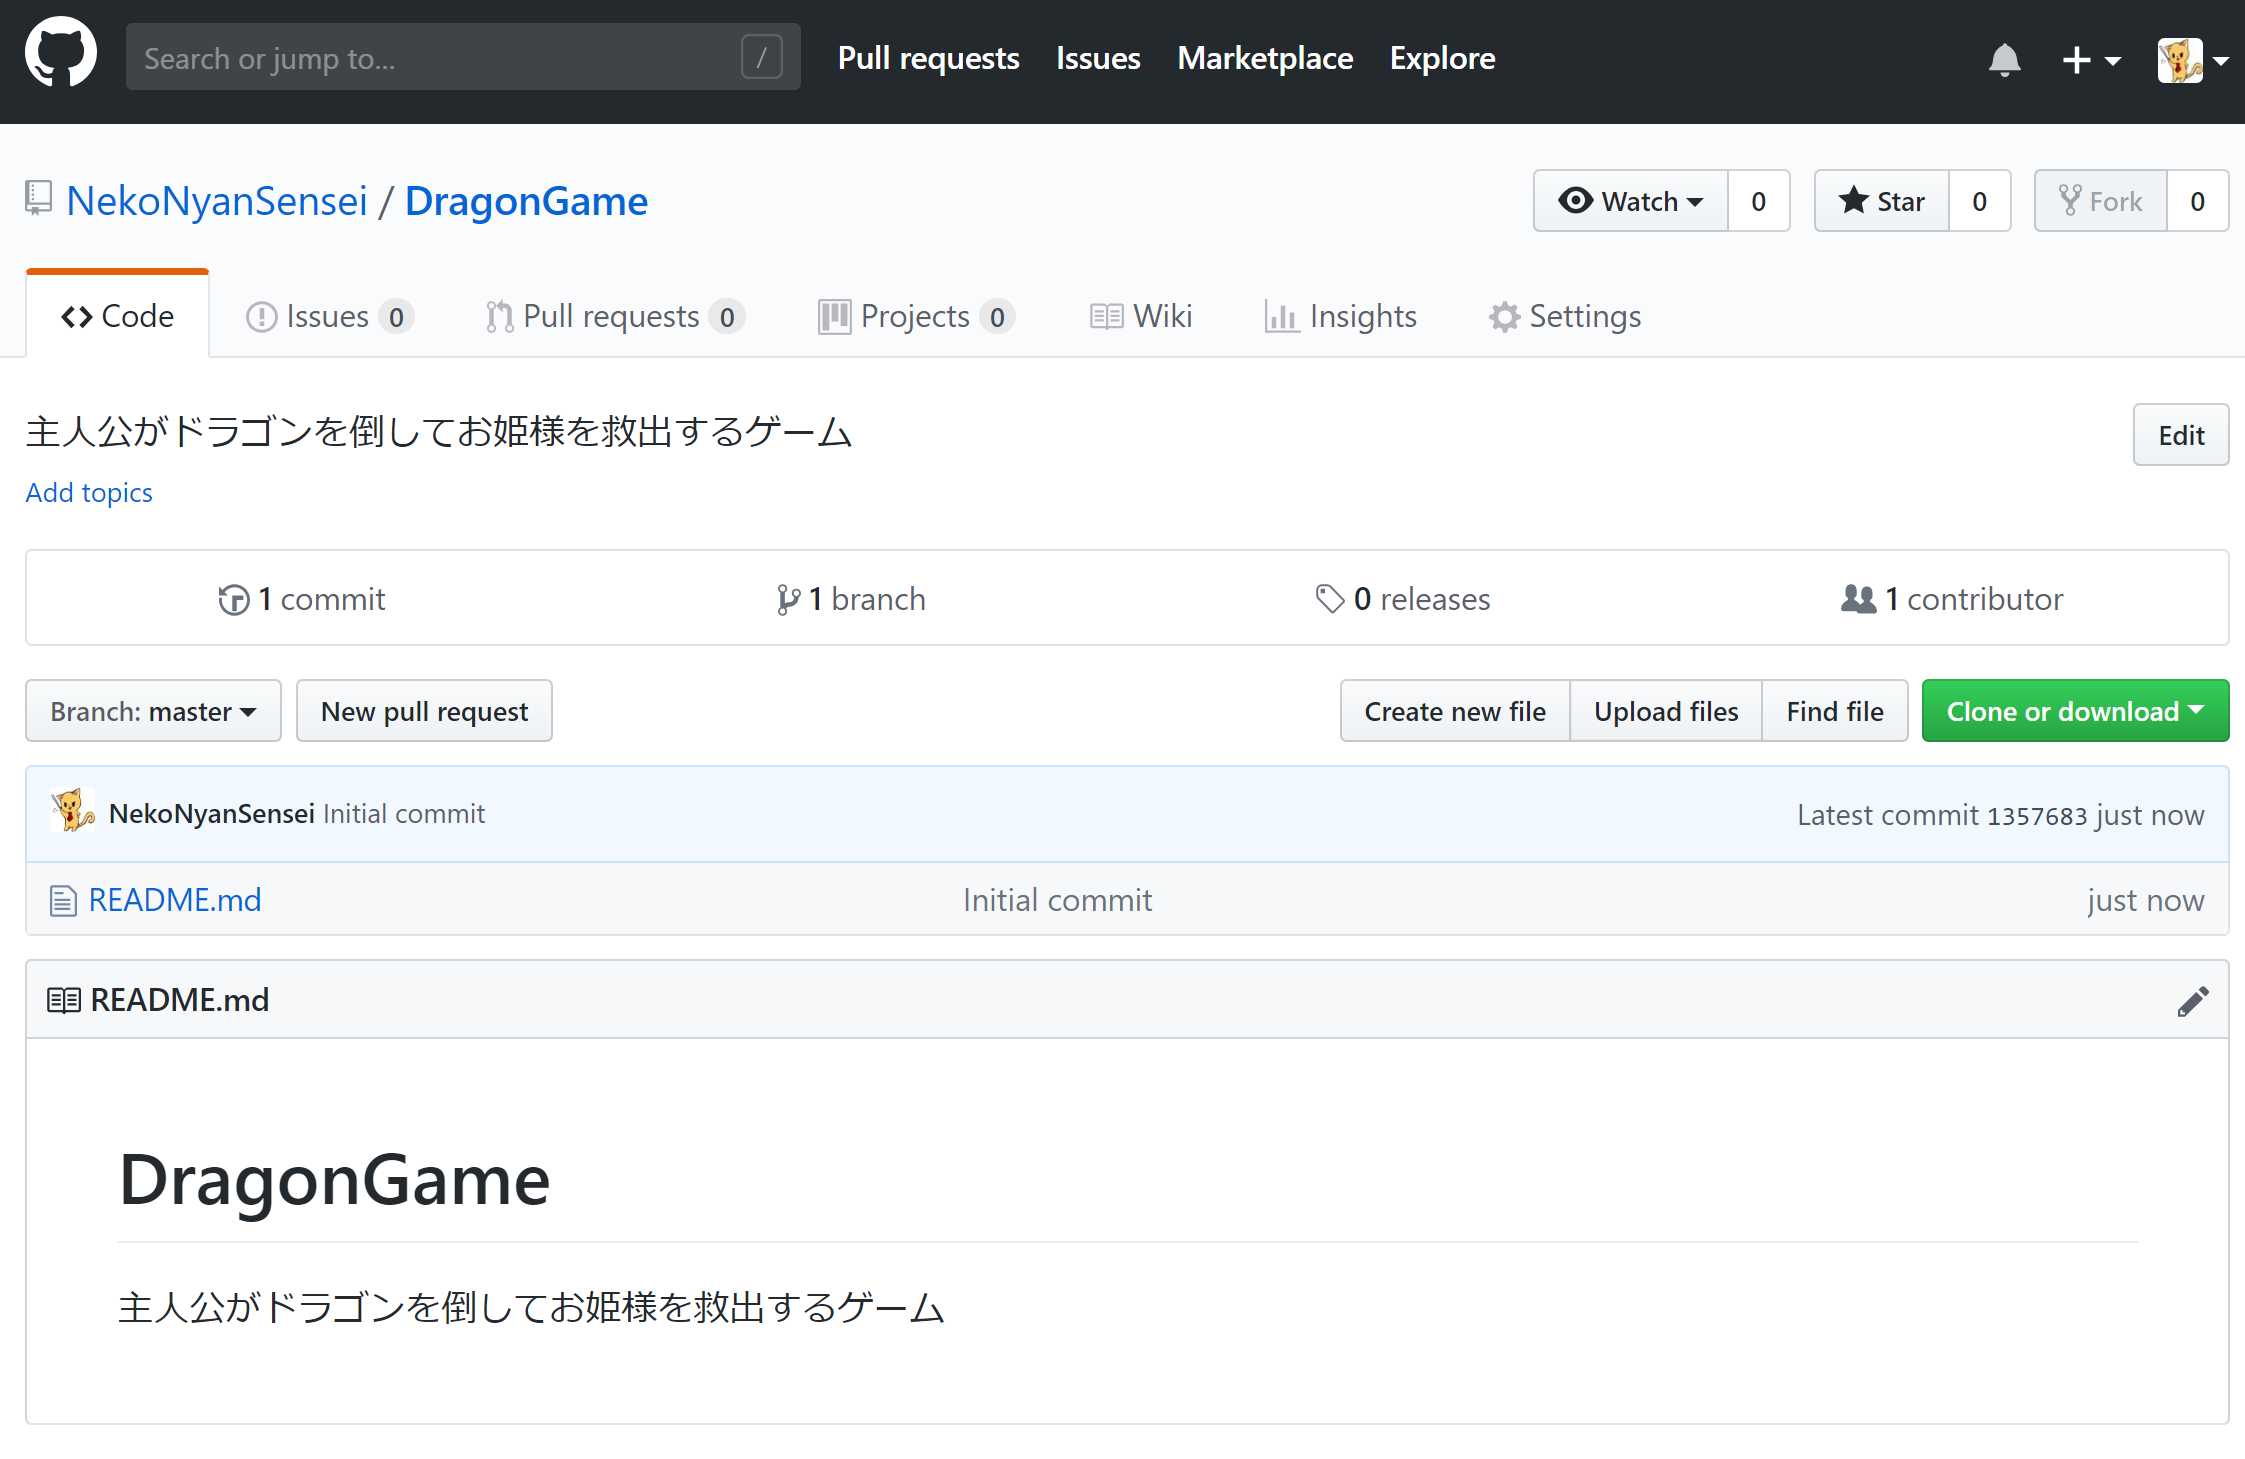 Search or jump to... /
Pull requests Issues Marketplace Explore
NekoNyanSensei / DragonGame
Watch 0 Star 0 Fork 0
Code Issues 0 Pull requests 0 Projects 0 Wiki Insights Settings
主人公がドラゴンを倒してお姫様を救出するゲーム
Edit
Add topics
1 commit 1 branch 0 releases 1 contributor
Branch: master New pull request Create new file Upload files Find file Clone or download
NekoNyanSensei Initial commit Latest commit 1357683 just now
README.md Initial commit just now
README.md
DragonGame
主人公がドラゴンを倒してお姫様を救出するゲーム